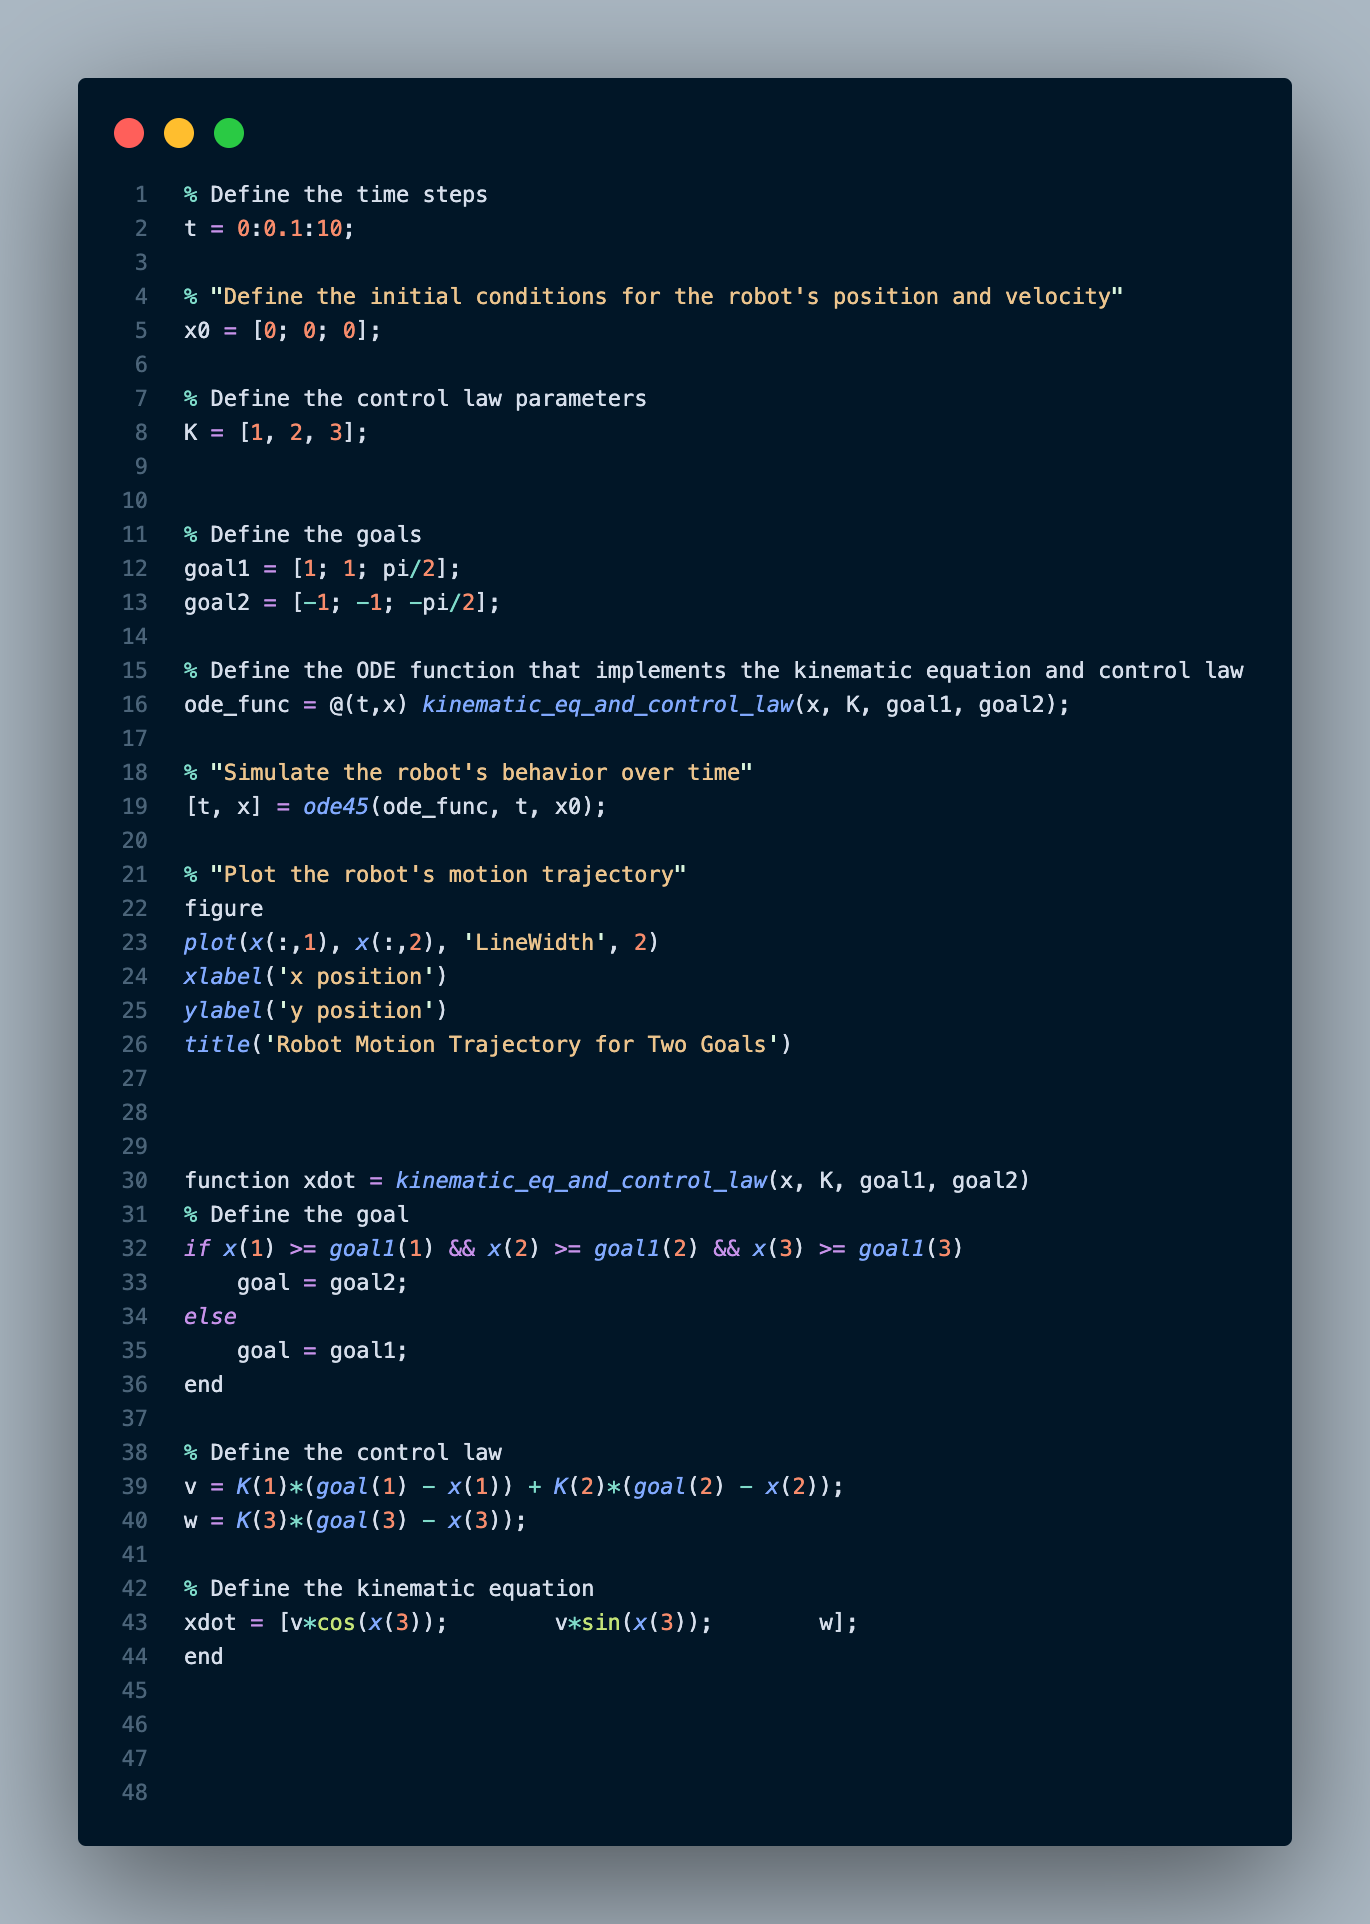 1 % Define the time steps
2 t = 0:0.1:10;
3
4 % "Define the initial conditions for the robot's position and velocity"
5 x0 = [0; 0; 0];
6
7 % Define the control law parameters
8 K = [1, 2, 3];
9
10
11 % Define the goals
12 goal1 = [1; 1; pi/2];
13 goal2 = [-1; -1; -pi/2];
14
15 % Define the ODE function that implements the kinematic equation and control law
16 ode_func = @(t,x) kinematic_eq_and_control_law(x, K, goal1, goal2);
17
18 % "Simulate the robot's behavior over time"
19 [t, x] = ode45(ode_func, t, x0);
20
21 % "Plot the robot's motion trajectory"
22 figure
23 plot(x(:,1), x(:,2), 'LineWidth', 2)
24 xlabel('x position')
25 ylabel('y position')
26 title('Robot Motion Trajectory for Two Goals')
27
28
29
30 function xdot = kinematic_eq_and_control_law(x, K, goal1, goal2)
31 % Define the goal
32 if x(1) >= goal1(1) && x(2) >= goal1(2) && x(3) >= goal1(3)
33     goal = goal2;
34 else
35     goal = goal1;
36 end
37
38 % Define the control law
39 v = K(1)*(goal(1) - x(1)) + K(2)*(goal(2) - x(2));
40 w = K(3)*(goal(3) - x(3));
41
42 % Define the kinematic equation
43 xdot = [v*cos(x(3));        v*sin(x(3));        w];
44 end
45
46
47
48